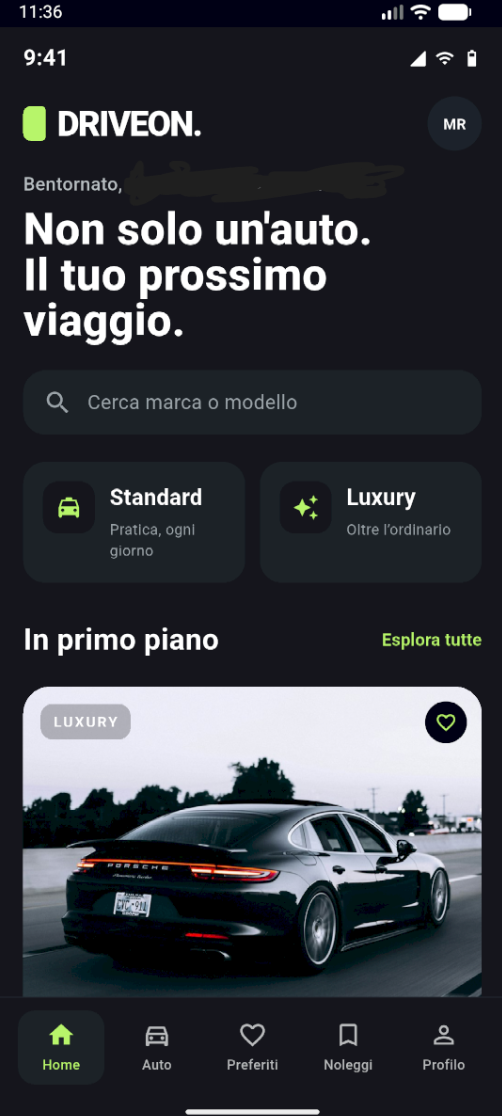 11:36
9:41
DRIVEON.
MR
Bentornato,
Non solo un'auto.
Il tuo prossimo
viaggio.
Cerca marca o modello
Standard
Pratica, ogni
giorno
Luxury
Oltre l'ordinario
In primo piano
Esplora tutte
LUXURY
PORSCHE
Home
Auto
Preferiti
Noleggi
Profilo